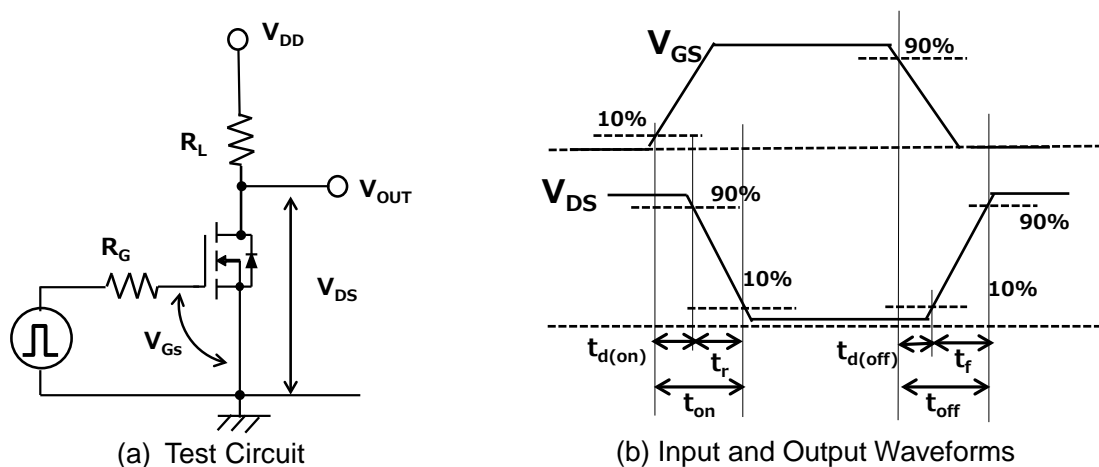 V_DD
R_L
V_OUT
R_G
V_DS
V_Gs
(a) Test Circuit
V_GS
90%
10%
V_DS
90%
90%
10%
10%
t_d(on)
t_r
t_d(off)
t_f
t_on
t_off
(b) Input and Output Waveforms